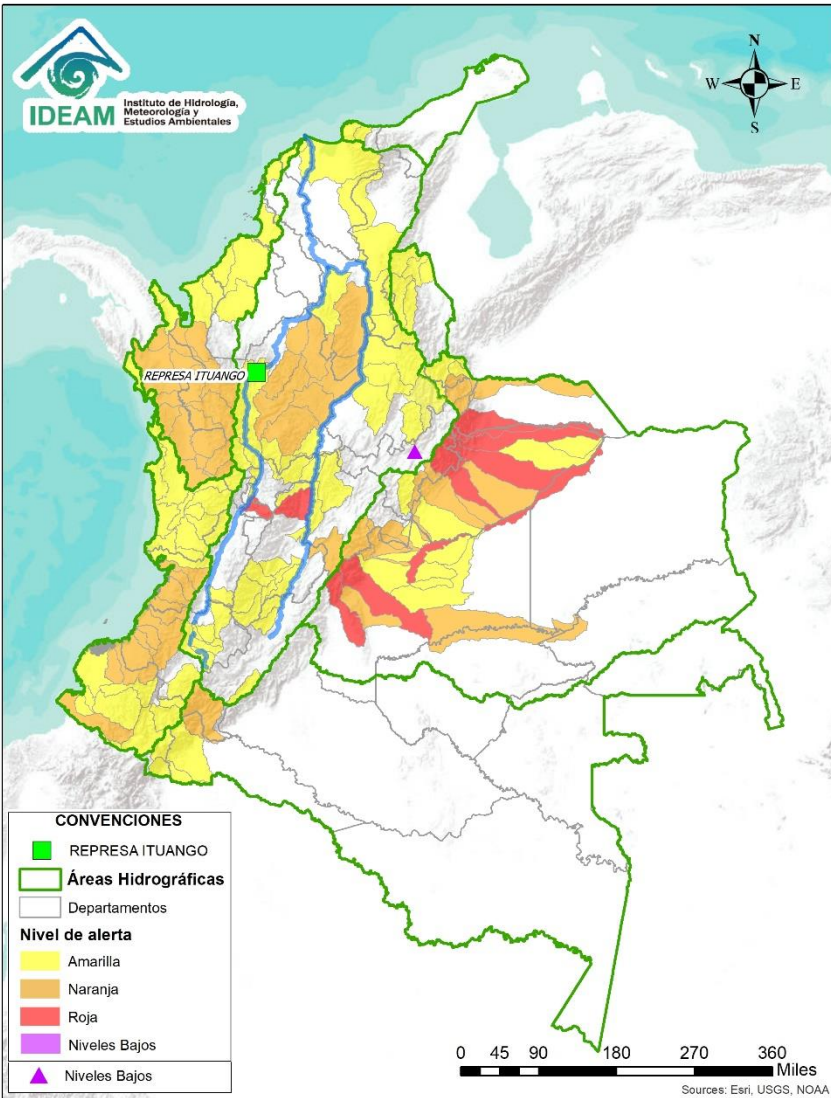 IDEAM
Instituto de Hidrología,
Meteorología y
Estudios Ambientales
N
W
E
S
REPRESA ITUANGO
CONVENCIONES
REPRESA ITUANGO
Áreas Hidrográficas
Departamentos
Nivel de alerta
Amarilla
Naranja
Roja
Niveles Bajos
Niveles Bajos
0 45 90 180 270 360
Miles
Sources: Esri, USGS, NOAA